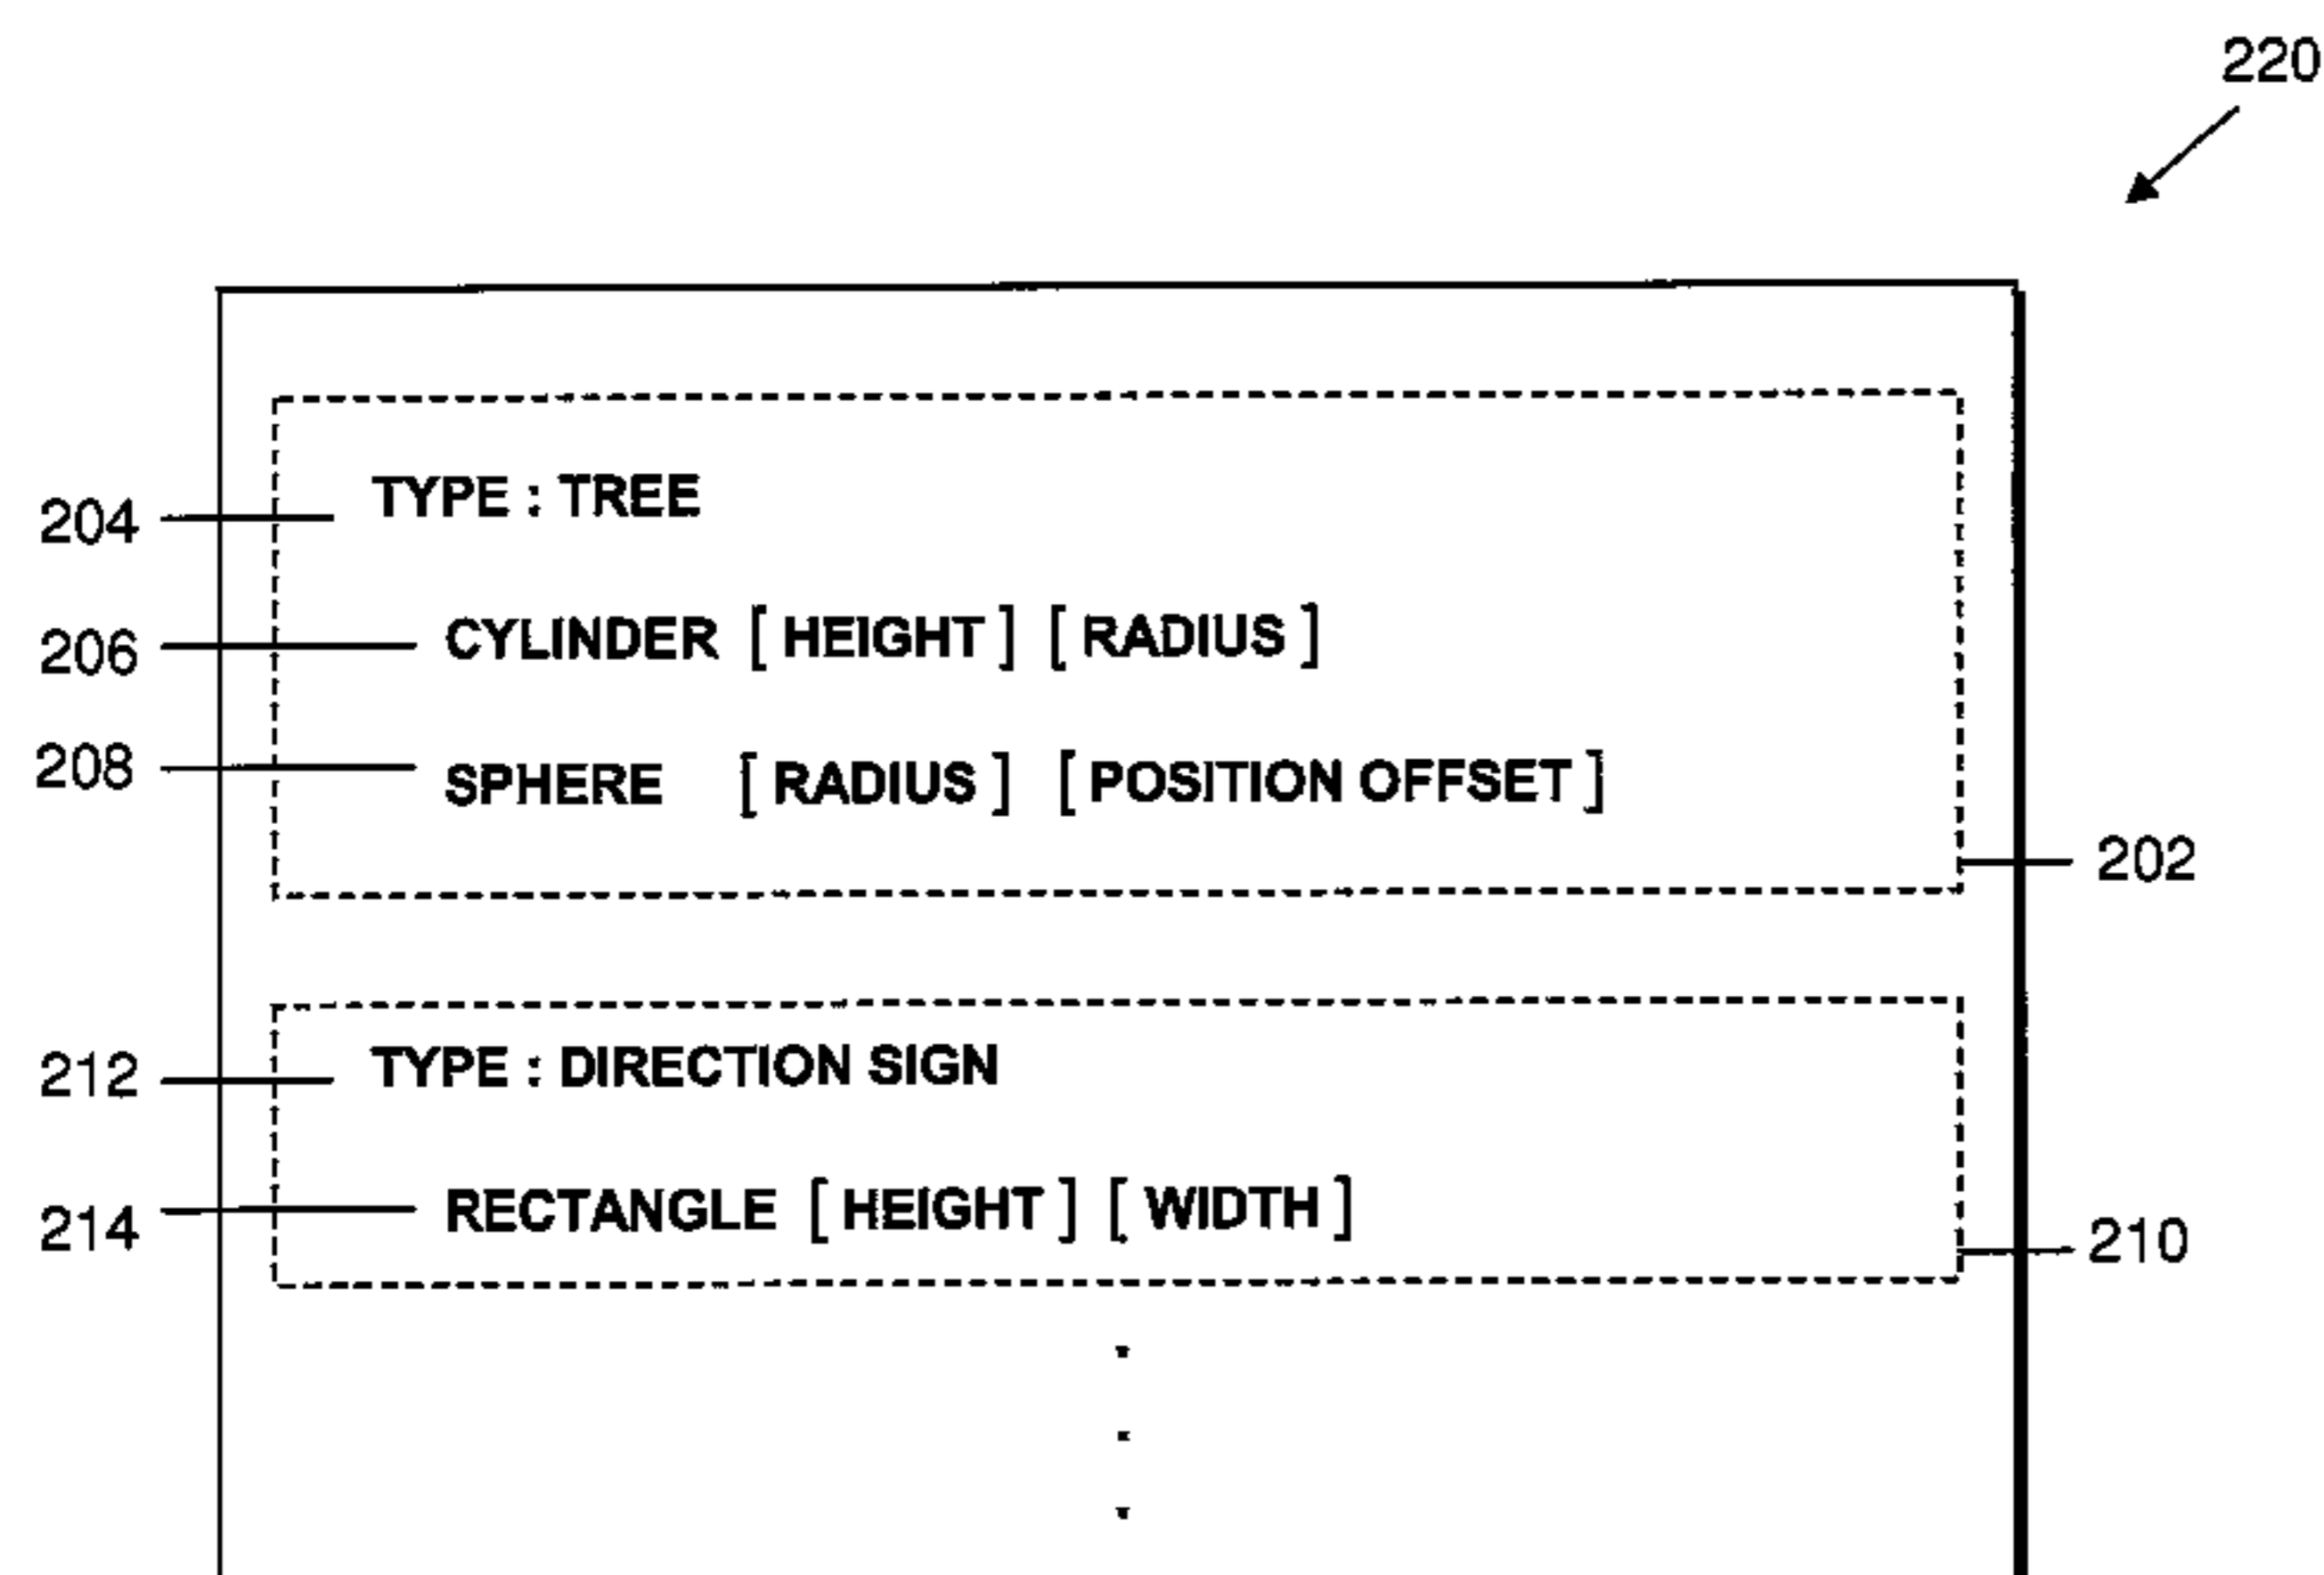 220
204 TYPE : TREE
206 CYLINDER [ HEIGHT ] [ RADIUS ]
208 SPHERE [ RADIUS ] [ POSITION OFFSET ]
202
212 TYPE : DIRECTION SIGN
214 RECTANGLE [ HEIGHT ] [ WIDTH ]
210